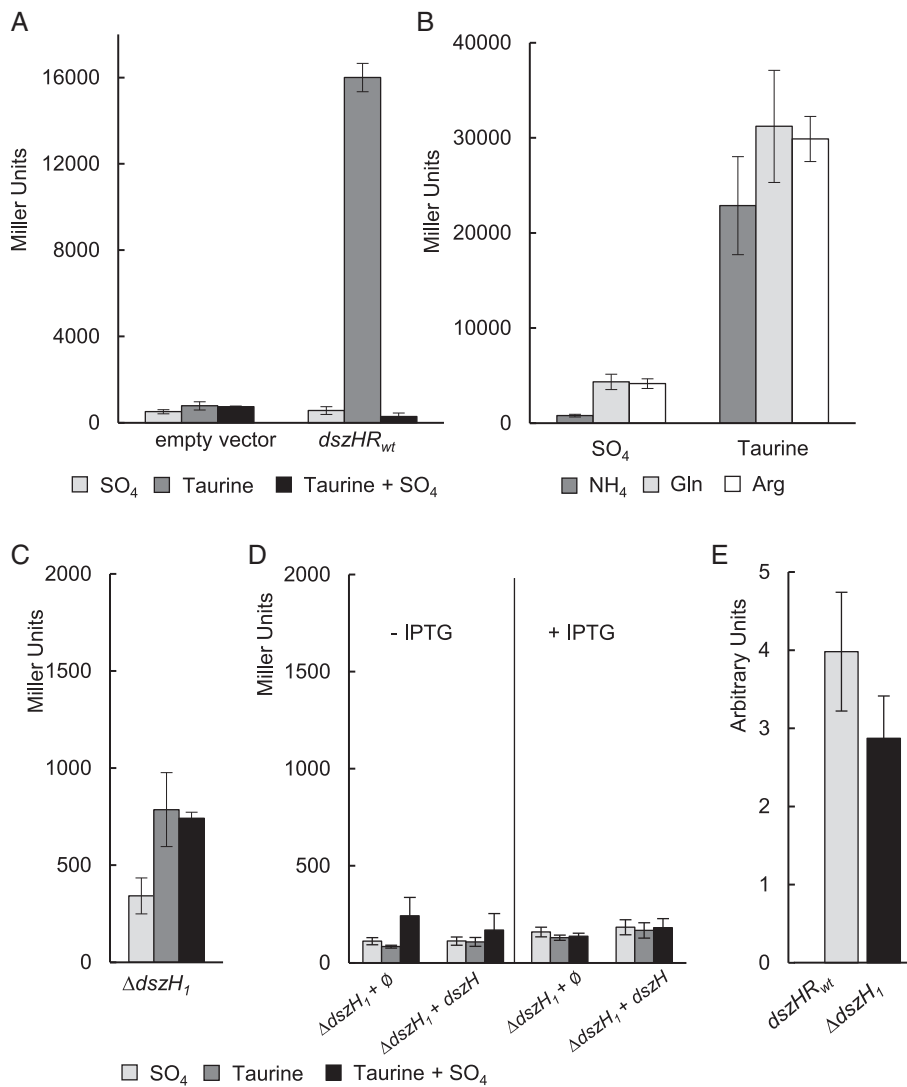 A
Miller Units
16000
12000
8000
4000
0
empty vector
dszHR_wt
SO₄ Taurine Taurine + SO₄
B
Miller Units
40000
30000
20000
10000
0
SO₄
Taurine
NH₄ Gln Arg
C
Miller Units
2000
1500
1000
500
0
ΔdszH₁
D
Miller Units
2000
1500
1000
500
0
- IPTG
+ IPTG
ΔdszH₁ + ø
ΔdszH₁ + dszH
ΔdszH₁ + ø
ΔdszH₁ + dszH
SO₄ Taurine Taurine + SO₄
E
Arbitrary Units
5
4
3
2
1
0
dszHR_wt
ΔdszH₁